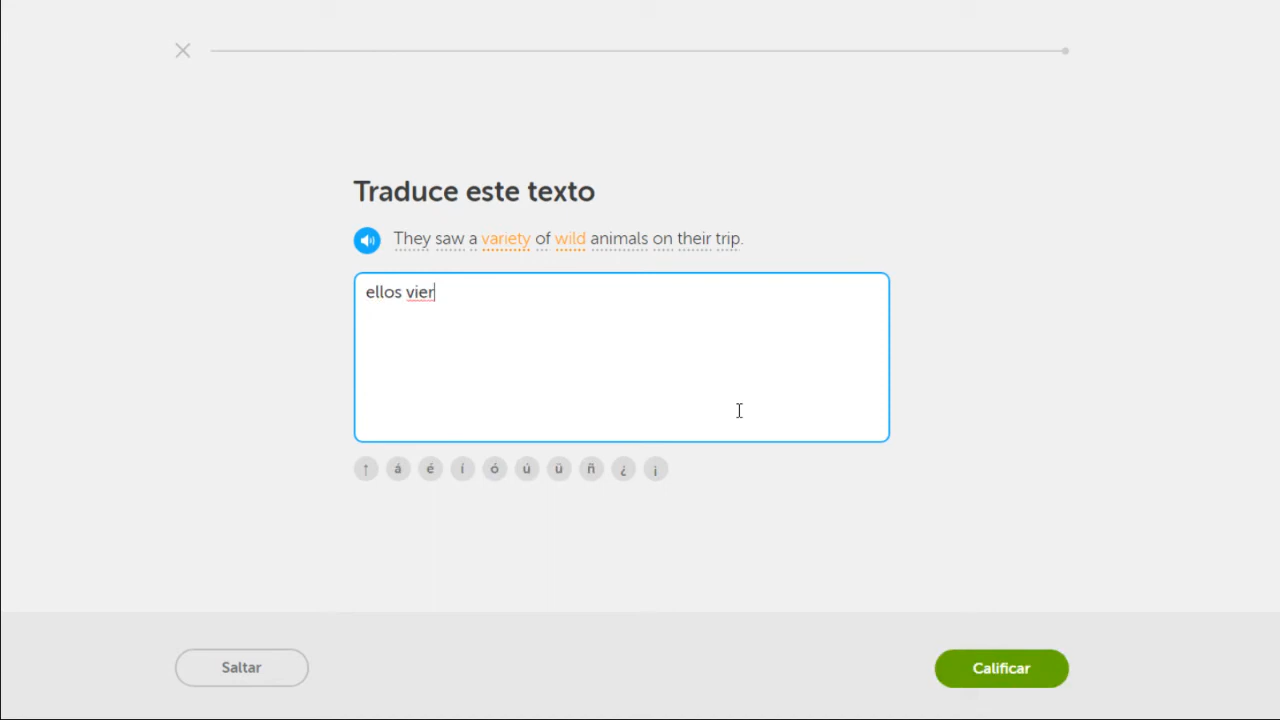 Traduce este texto
They saw a variety of wild animals on their trip.
ellos vier
↑ á é í ó ú ü ñ ¿ ¡
Saltar
Calificar